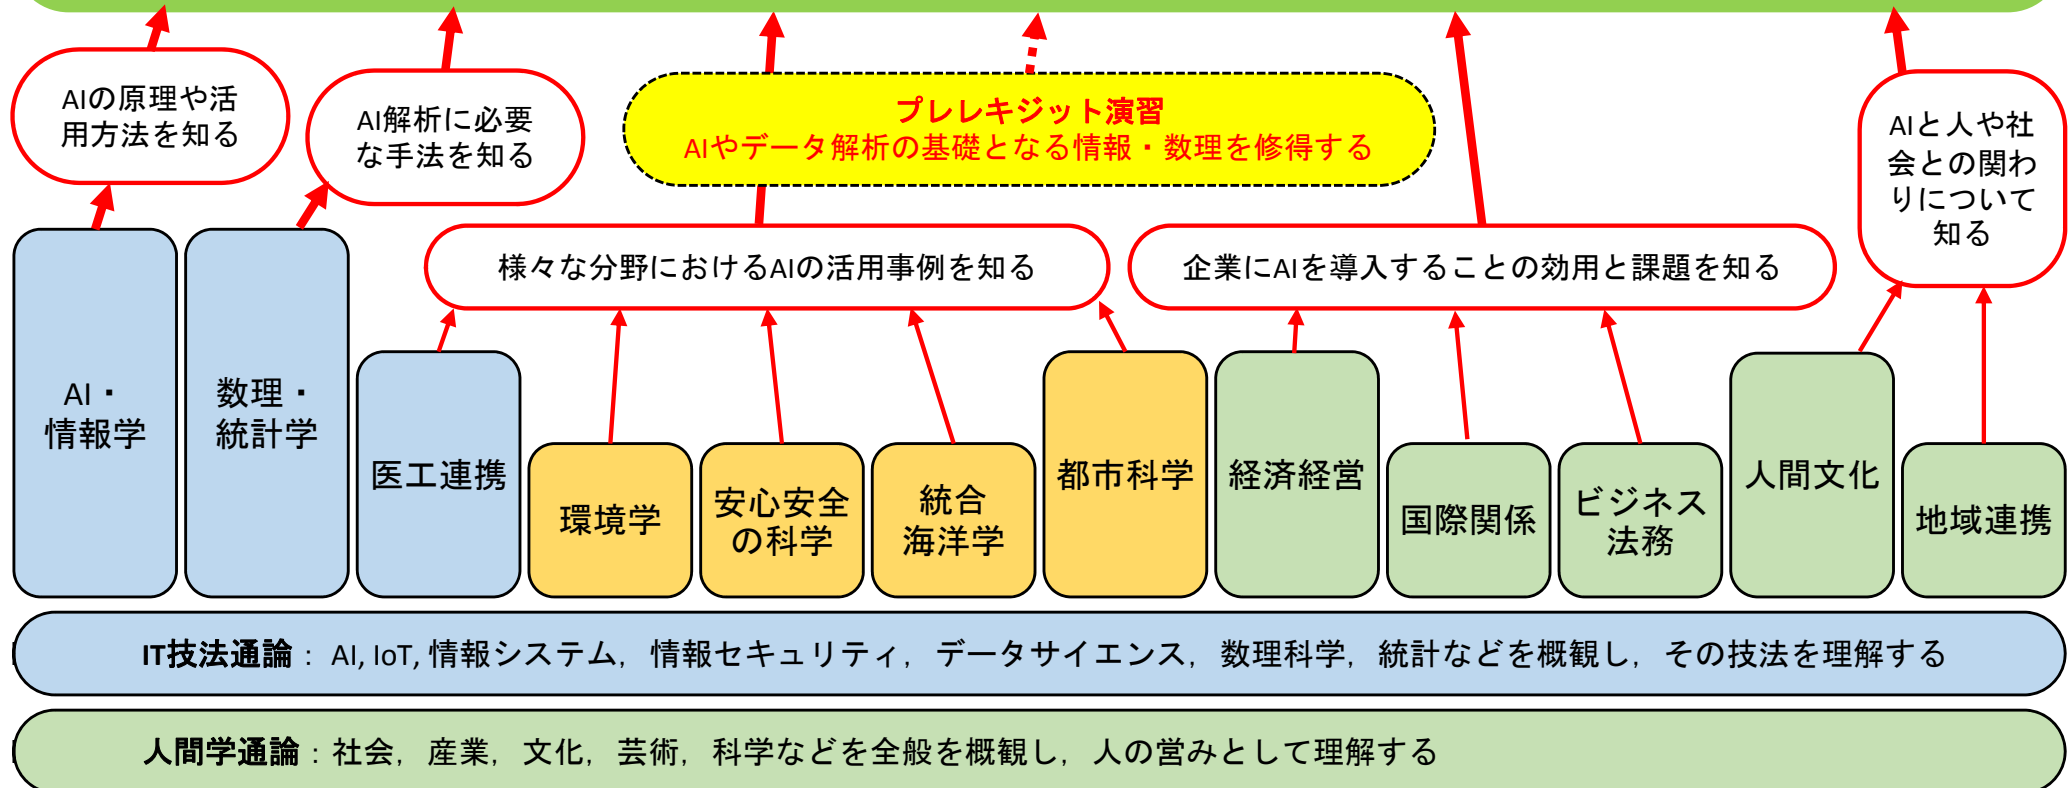 AIの原理や活
用方法を知る
AI解析に必要
な手法を知る
プレレキジット演習
AIやデータ解析の基礎となる情報・数理を修得する
AIと人や社
会との関わ
りについて
知る
様々な分野におけるAIの活用事例を知る
企業にAIを導入することの効用と課題を知る
AI・
情報学
数理・
統計学
医工連携
環境学
安心安全
の科学
統合
海洋学
都市科学
経済経営
国際関係
ビジネス
法務
人間文化
地域連携
IT技法通論：AI, IoT, 情報システム，情報セキュリティ，データサイエンス，数理科学，統計などを概観し，その技法を理解する
人間学通論：社会，産業，文化，芸術，科学などを全般を概観し，人の営みとして理解する